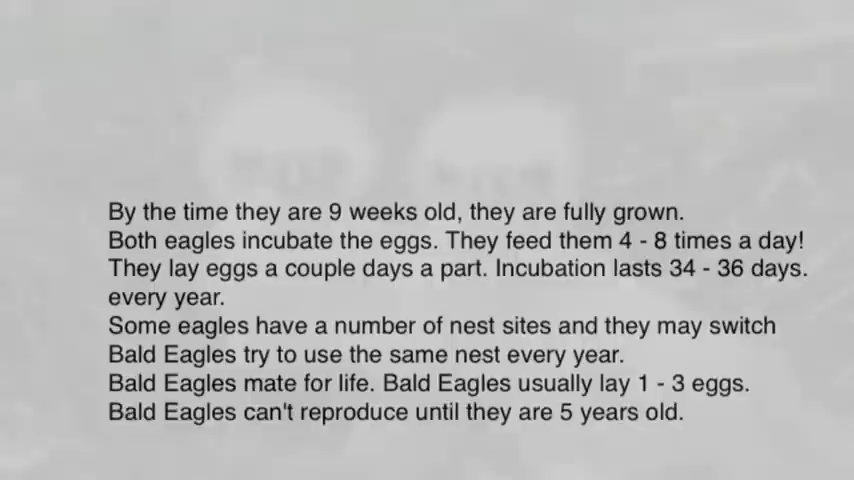 By the time they are 9 weeks old, they are fully grown.
Both eagles incubate the eggs. They feed them 4 - 8 times a day!
They lay eggs a couple days a part. Incubation lasts 34 - 36 days.
every year.
Some eagles have a number of nest sites and they may switch
Bald Eagles try to use the same nest every year.
Bald Eagles mate for life. Bald Eagles usually lay 1 - 3 eggs.
Bald Eagles can't reproduce until they are 5 years old.